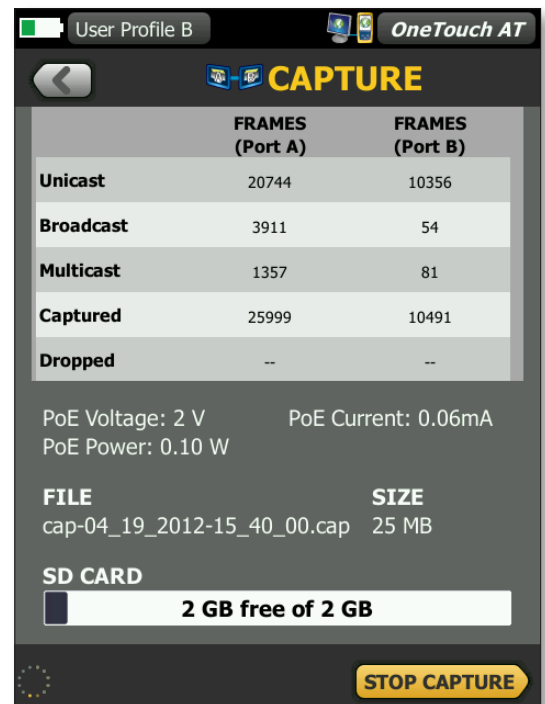 User Profile B OneTouch AT
CAPTURE
FRAMES FRAMES
(Port A) (Port B)
Unicast 20744 10356
Broadcast 3911 54
Multicast 1357 81
Captured 25999 10491
Dropped -- --
PoE Voltage: 2 V PoE Current: 0.06mA
PoE Power: 0.10 W
FILE SIZE
cap-04_19_2012-15_40_00.cap 25 MB
SD CARD
2 GB free of 2 GB
STOP CAPTURE